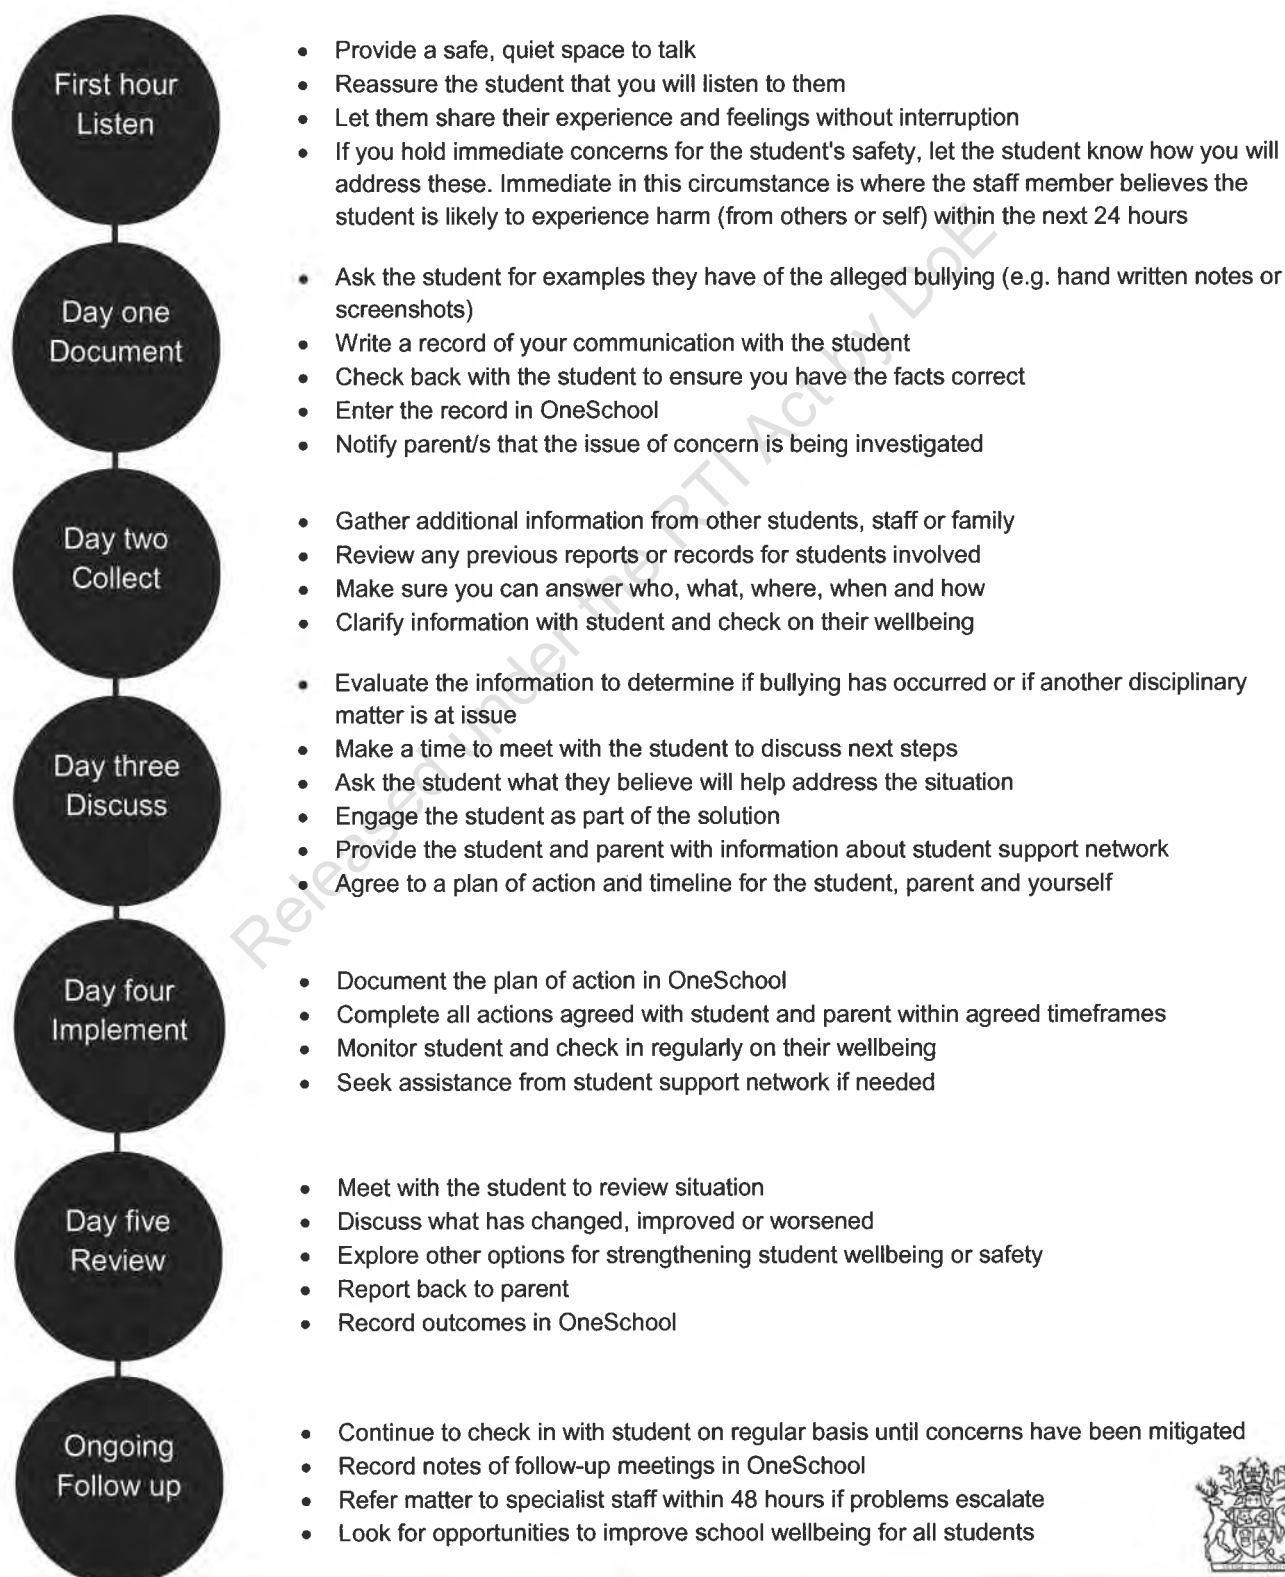 First hour
Listen
• Provide a safe, quiet space to talk
• Reassure the student that you will listen to them
• Let them share their experience and feelings without interruption
• If you hold immediate concerns for the student's safety, let the student know how you will
address these. Immediate in this circumstance is where the staff member believes the
student is likely to experience harm (from others or self) within the next 24 hours
Day one
Document
• Ask the student for examples they have of the alleged bullying (e.g. hand written notes or
screenshots)
• Write a record of your communication with the student
• Check back with the student to ensure you have the facts correct
• Enter the record in OneSchool
• Notify parent/s that the issue of concern is being investigated
Day two
Collect
• Gather additional information from other students, staff or family
• Review any previous reports or records for students involved
• Make sure you can answer who, what, where, when and how
• Clarify information with student and check on their wellbeing
Day three
Discuss
• Evaluate the information to determine if bullying has occurred or if another disciplinary
matter is at issue
• Make a time to meet with the student to discuss next steps
• Ask the student what they believe will help address the situation
• Engage the student as part of the solution
• Provide the student and parent with information about student support network
• Agree to a plan of action and timeline for the student, parent and yourself
Day four
Implement
• Document the plan of action in OneSchool
• Complete all actions agreed with student and parent within agreed timeframes
• Monitor student and check in regularly on their wellbeing
• Seek assistance from student support network if needed
Day five
Review
• Meet with the student to review situation
• Discuss what has changed, improved or worsened
• Explore other options for strengthening student wellbeing or safety
• Report back to parent
• Record outcomes in OneSchool
Ongoing
Follow up
• Continue to check in with student on regular basis until concerns have been mitigated
• Record notes of follow-up meetings in OneSchool
• Refer matter to specialist staff within 48 hours if problems escalate
• Look for opportunities to improve school wellbeing for all students
Released under the RTI Act by DoE